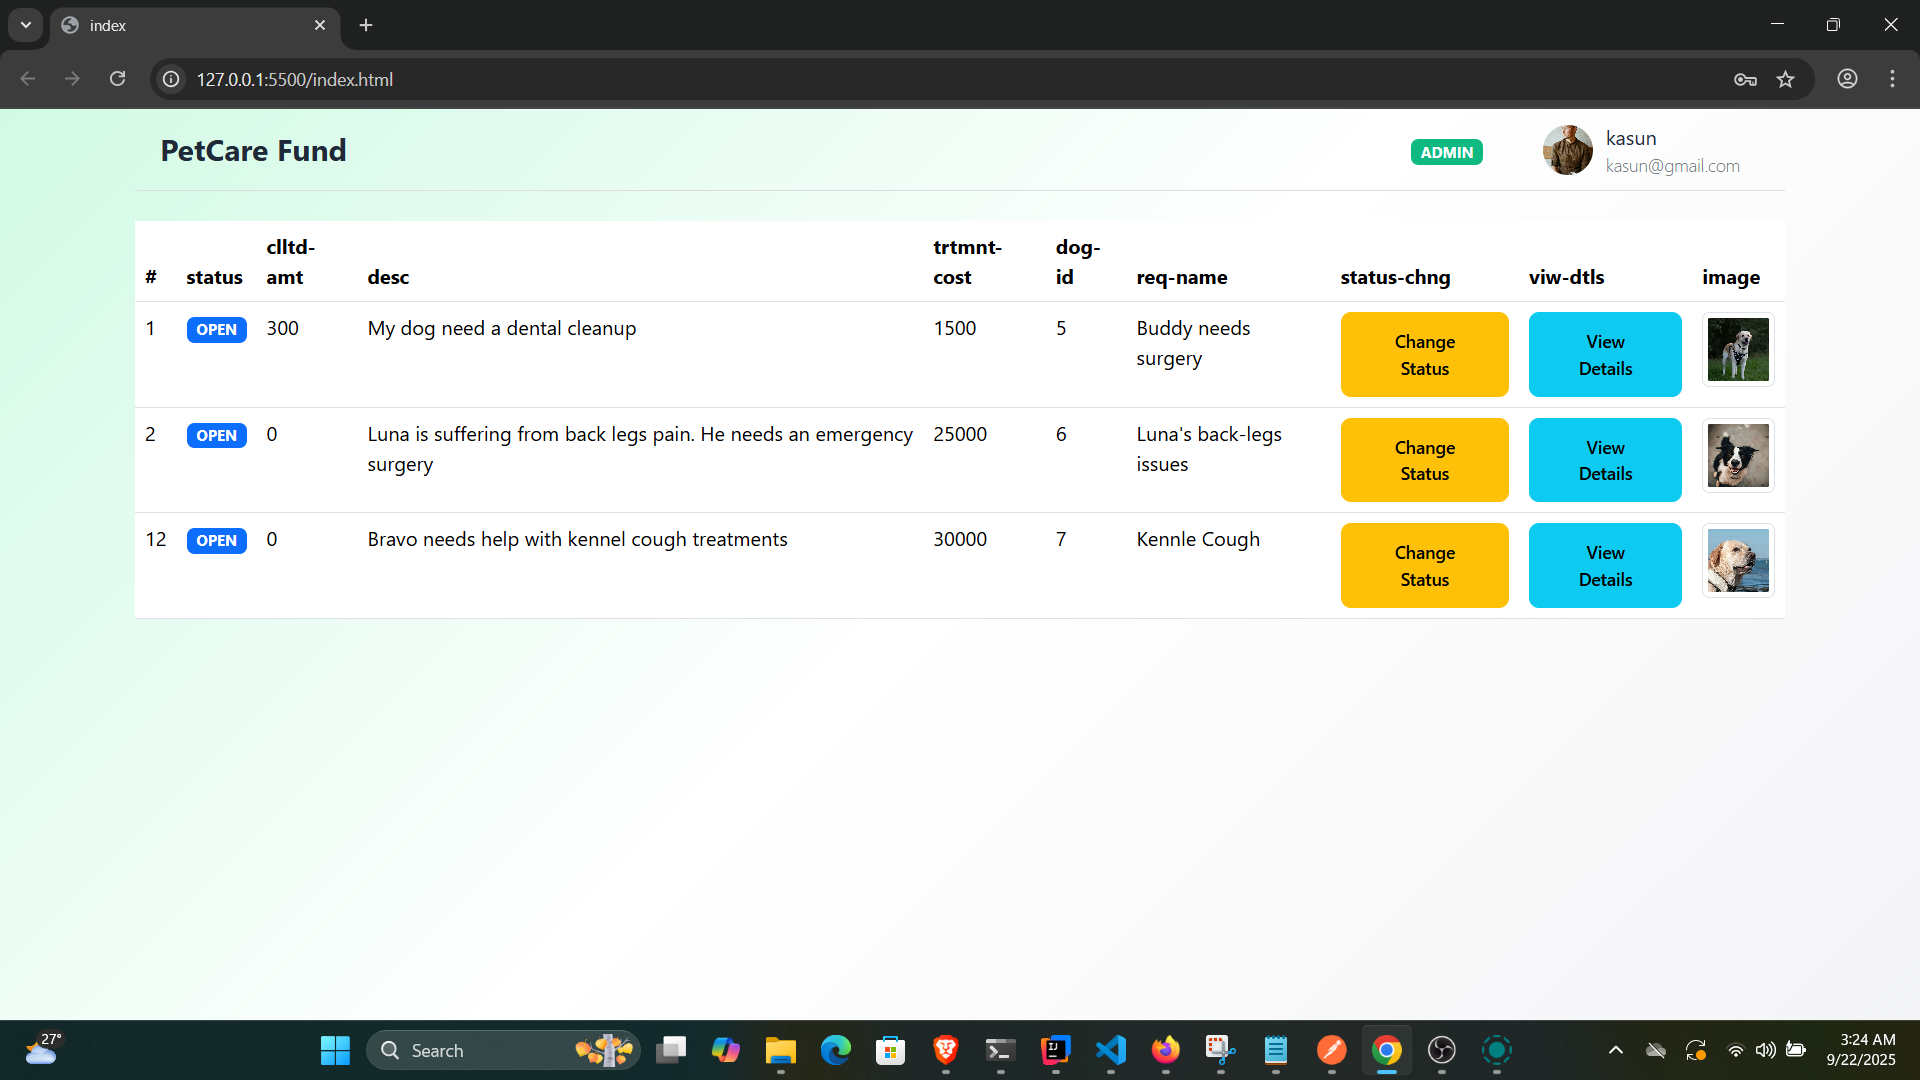 index
127.0.0.1:5500/index.html
PetCare Fund
ADMIN
kasun
kasun@gmail.com
# status clltd-amt desc trtmnt-cost dog-id req-name status-chng viw-dtls image
1 OPEN 300 My dog need a dental cleanup 1500 5 Buddy needs surgery Change Status View Details
2 OPEN 0 Luna is suffering from back legs pain. He needs an emergency surgery 25000 6 Luna's back-legs issues Change Status View Details
12 OPEN 0 Bravo needs help with kennel cough treatments 30000 7 Kennle Cough Change Status View Details
27°
Search
3:24 AM
9/22/2025